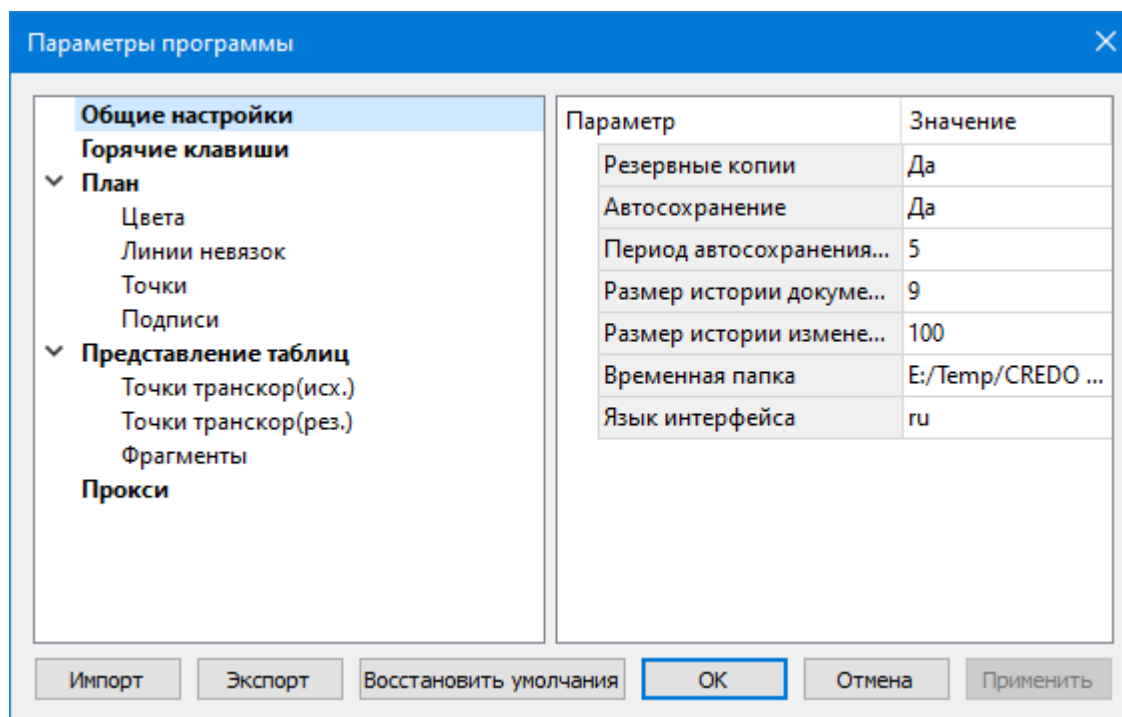 Параметры программы
Общие настройки
Горячие клавиши
План
Цвета
Линии невязок
Точки
Подписи
Представление таблиц
Точки транскор(исх.)
Точки транскор(рез.)
Фрагменты
Прокси
Параметр Значение
Резервные копии Да
Автосохранение Да
Период автосохранения... 5
Размер истории докуме... 9
Размер истории измене... 100
Временная папка E:/Temp/CREDO ...
Язык интерфейса ru
Импорт Экспорт Восстановить умолчания OK Отмена Применить